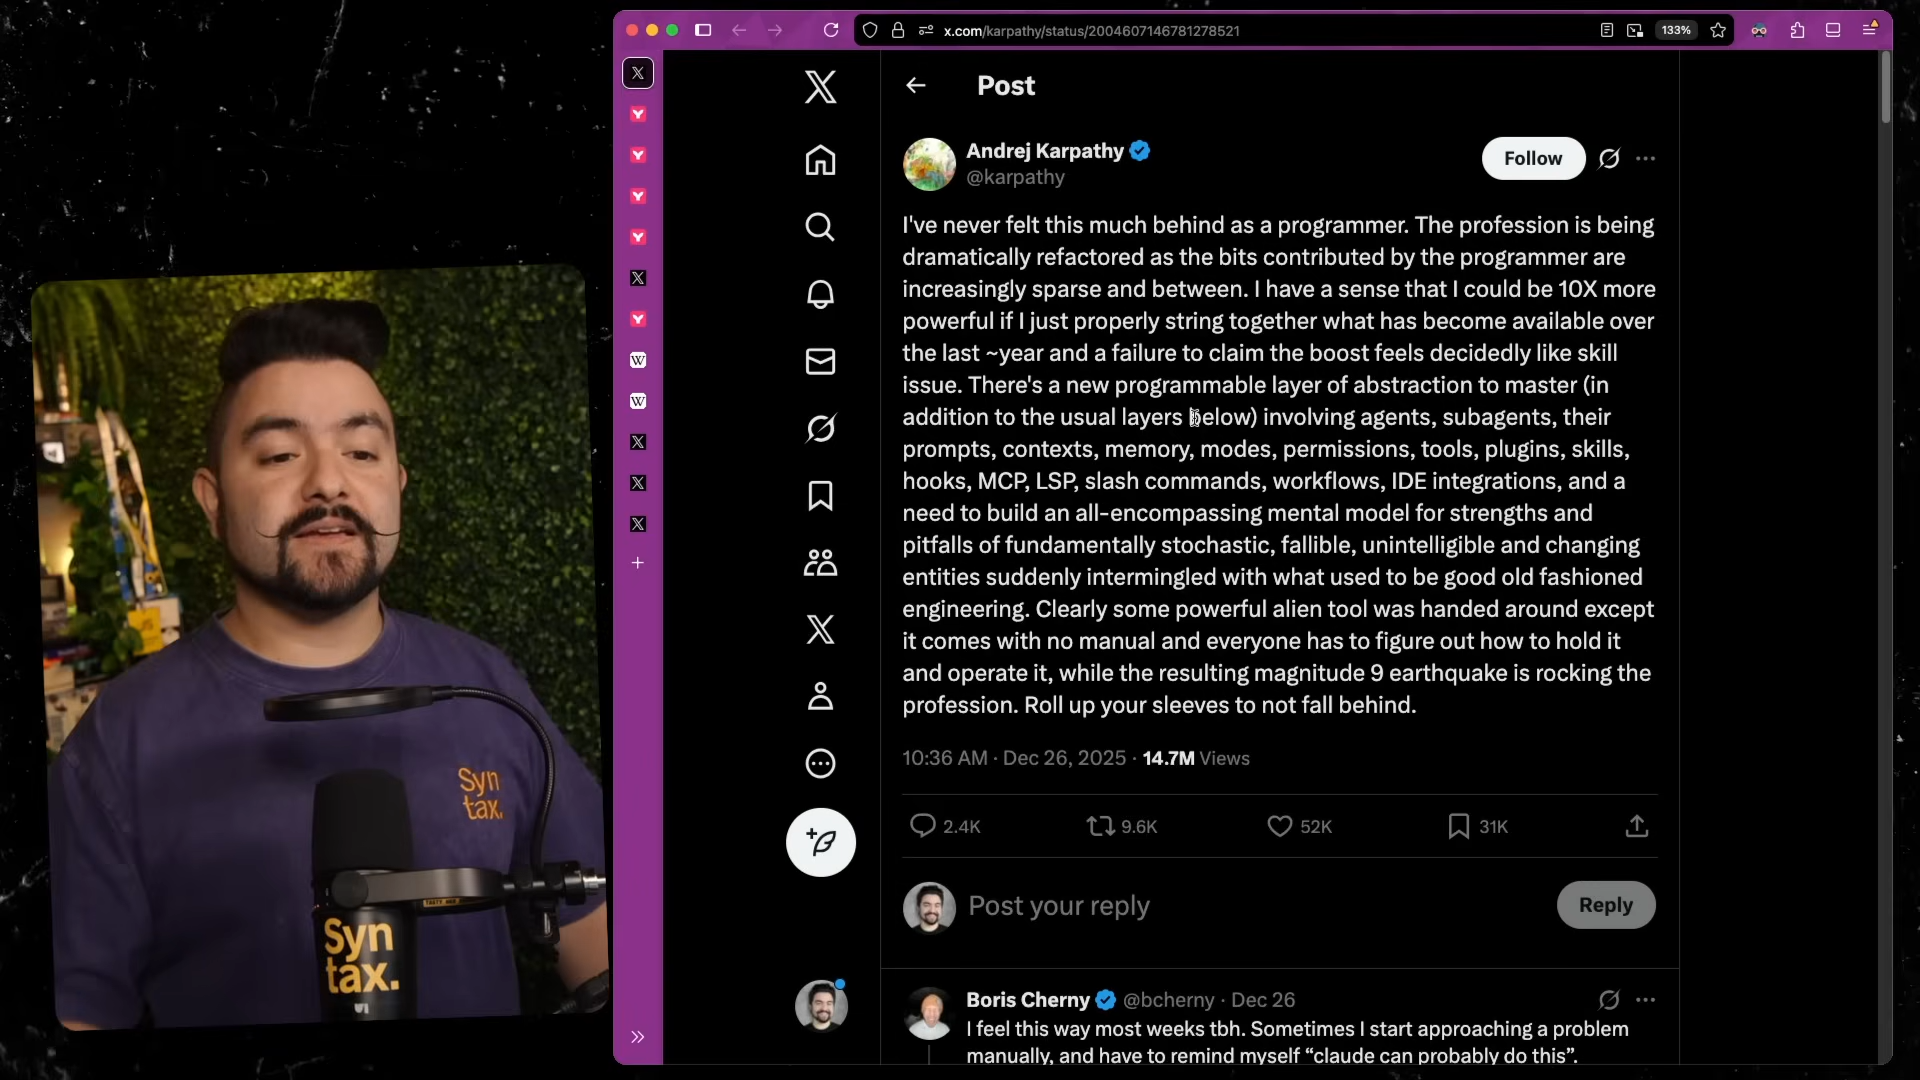 x.com/karpathy/status/2004607146781278521
133%
Post
Andrej Karpathy
@karpathy
Follow
I've never felt this much behind as a programmer. The profession is being
dramatically refactored as the bits contributed by the programmer are
increasingly sparse and between. I have a sense that I could be 10X more
powerful if I just properly string together what has become available over
the last ~year and a failure to claim the boost feels decidedly like skill
issue. There's a new programmable layer of abstraction to master (in
addition to the usual layers below) involving agents, subagents, their
prompts, contexts, memory, modes, permissions, tools, plugins, skills,
hooks, MCP, LSP, slash commands, workflows, IDE integrations, and a
need to build an all-encompassing mental model for strengths and
pitfalls of fundamentally stochastic, fallible, unintelligible and changing
entities suddenly intermingled with what used to be good old fashioned
engineering. Clearly some powerful alien tool was handed around except
it comes with no manual and everyone has to figure out how to hold it
and operate it, while the resulting magnitude 9 earthquake is rocking the
profession. Roll up your sleeves to not fall behind.
10:36 AM · Dec 26, 2025 · 14.7M Views
2.4K
9.6K
52K
31K
Post your reply
Reply
Boris Cherny @bcherny · Dec 26
I feel this way most weeks tbh. Sometimes I start approaching a problem
manually, and have to remind myself “claude can probably do this”.
Syn
tax.
Syn
tax.